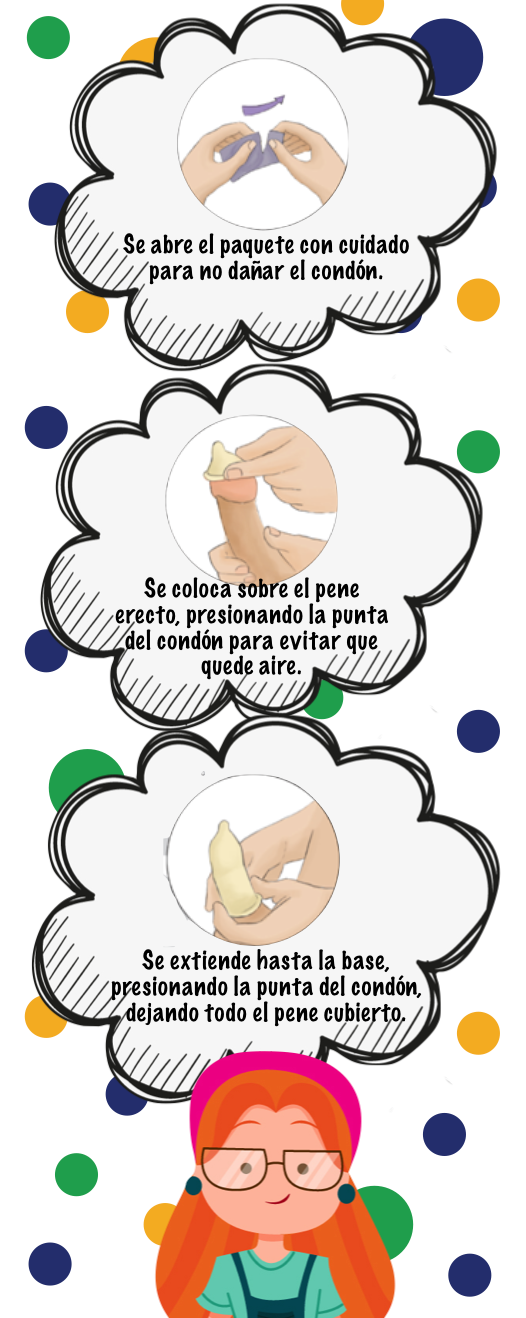 Se abre el paquete con cuidado
para no dañar el condón.
Se coloca sobre el pene
erecto, presionando la punta
del condón para evitar que
quede aire.
Se extiende hasta la base,
presionando la punta del condón,
dejando todo el pene cubierto.